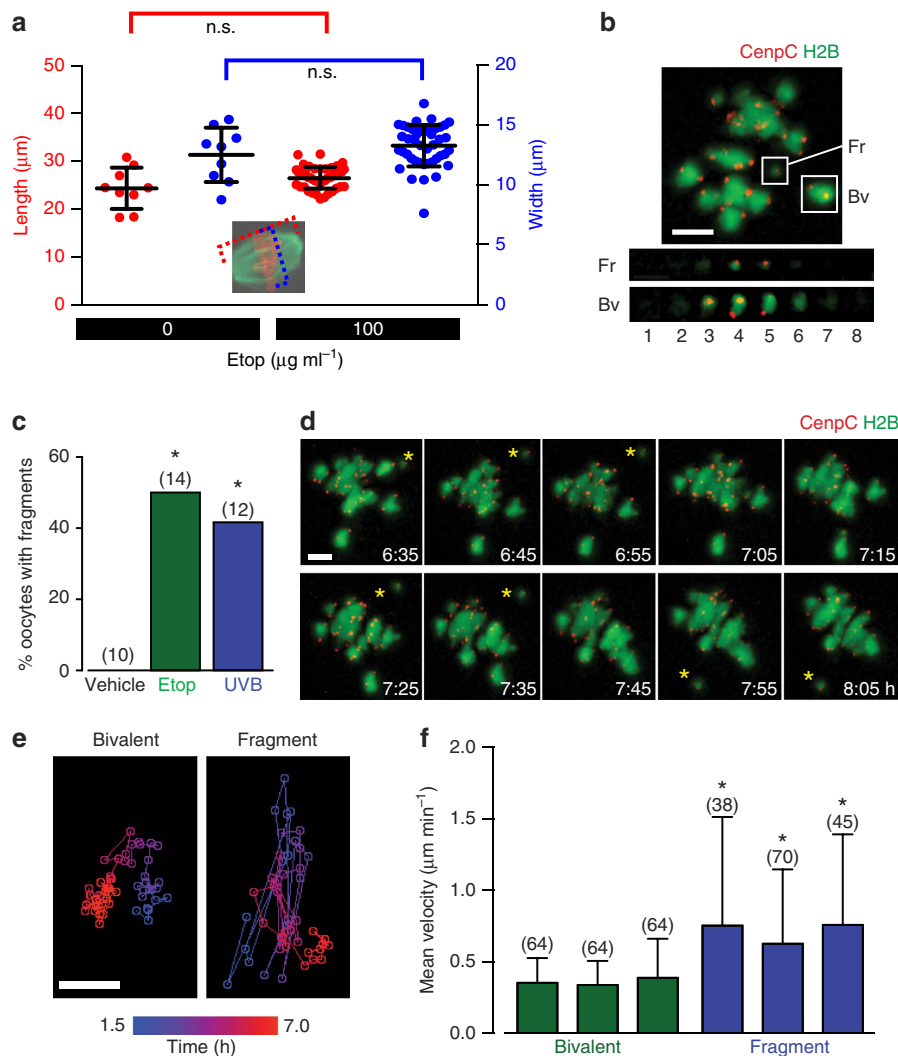 a
n.s.
n.s.
50
40
30
20
10
0
Length (μm)
20
15
10
5
0
Width (μm)
0
100
Etop (μg ml−1)
b
CenpC H2B
Fr
Bv
Fr
Bv
1 2 3 4 5 6 7 8
c
% oocytes with fragments
60
40
20
0
*
(14)
*
(12)
(10)
Vehicle Etop UVB
d
CenpC H2B
* * *
6:35 6:45 6:55 7:05 7:15
* *
* *
7:25 7:35 7:45 7:55 8:05 h
e
Bivalent Fragment
1.5 7.0
Time (h)
f
Mean velocity (μm min−1)
2.0
1.5
1.0
0.5
0.0
(64) (64) (64)
*
(38)
*
(70)
*
(45)
Bivalent Fragment